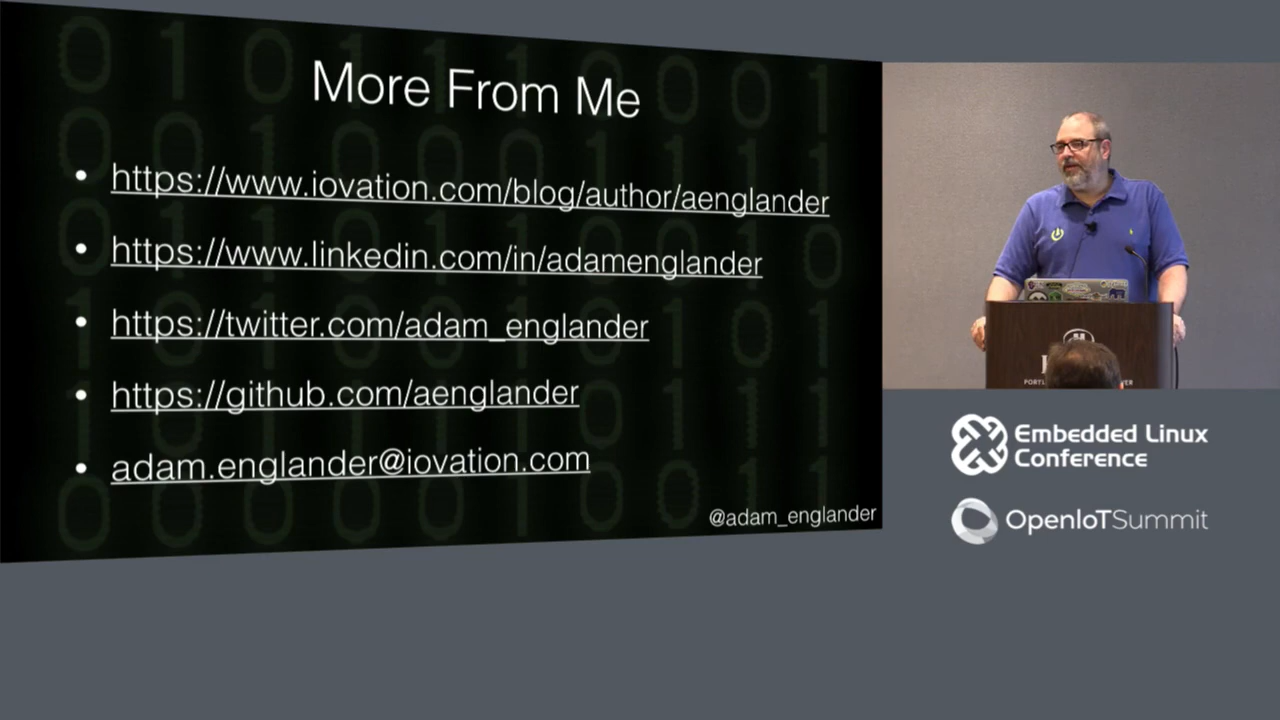 More From Me
https://www.iovation.com/blog/author/aenglander
https://www.linkedin.com/in/adamenglander
https://twitter.com/adam_englander
https://github.com/aenglander
adam.englander@iovation.com
@adam_englander
Embedded Linux
Conference
OpenIoTSummit